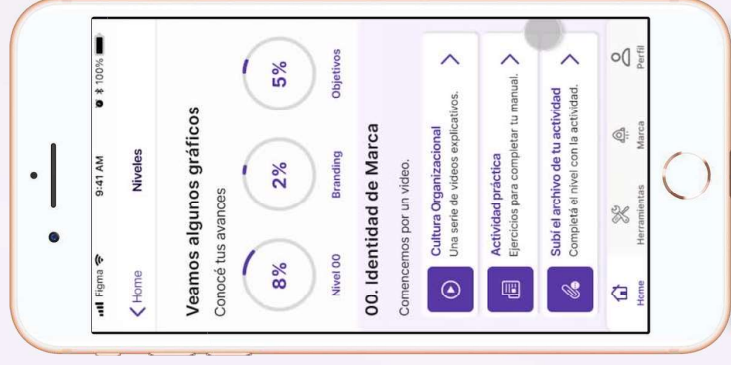 Figma 9:41 AM 100%
Home Niveles
Veamos algunos gráficos
Conocé tus avances
8% 2% 5%
Nivel 00 Branding Objetivos
00. Identidad de Marca
Comencemos por un video.
Cultura Organizacional
Una serie de videos explicativos.
Actividad práctica
Ejercicios para completar tu manual.
Subí el archivo de tu actividad
Completá el nivel con la actividad.
Home Herramientas Marca Perfil